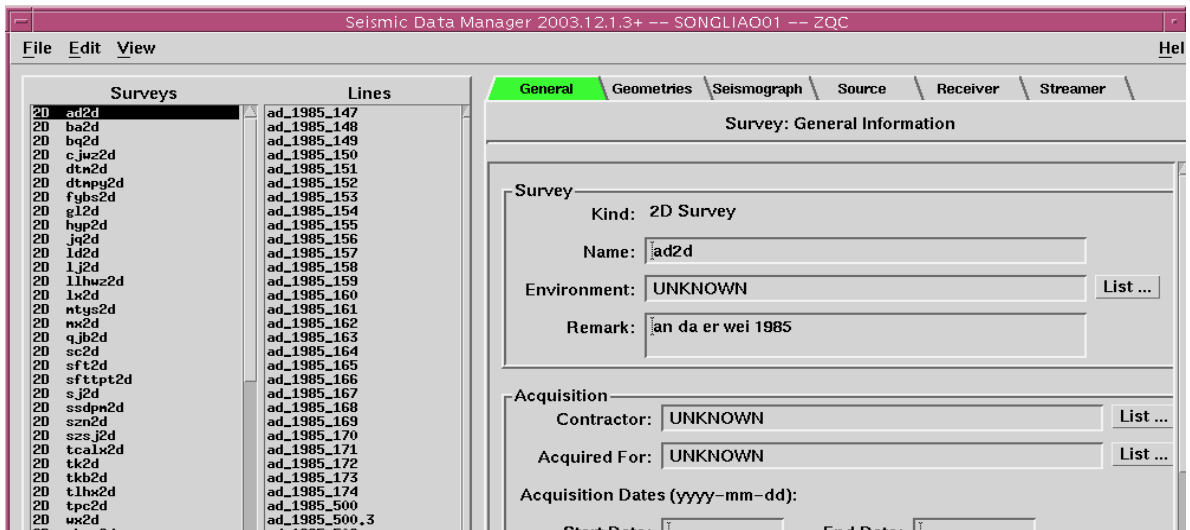 Seismic Data Manager 2003.12.1.3+ -- SONGLIAO01 -- ZQC
File Edit View Hel
Surveys
2D ad2d
2D ba2d
2D bq2d
2D cjwz2d
2D dtm2d
2D dtmpy2d
2D fybs2d
2D gl2d
2D hyp2d
2D jq2d
2D ld2d
2D lj2d
2D llhwz2d
2D lx2d
2D mtys2d
2D mx2d
2D qjb2d
2D sc2d
2D sft2d
2D sfttpt2d
2D sj2d
2D ssdpm2d
2D szn2d
2D szsj2d
2D tcalx2d
2D tk2d
2D tkb2d
2D tlhx2d
2D tpc2d
2D wx2d
Lines
ad_1985_147
ad_1985_148
ad_1985_149
ad_1985_150
ad_1985_151
ad_1985_152
ad_1985_153
ad_1985_154
ad_1985_155
ad_1985_156
ad_1985_157
ad_1985_158
ad_1985_159
ad_1985_160
ad_1985_161
ad_1985_162
ad_1985_163
ad_1985_164
ad_1985_165
ad_1985_166
ad_1985_167
ad_1985_168
ad_1985_169
ad_1985_170
ad_1985_171
ad_1985_172
ad_1985_173
ad_1985_174
ad_1985_500
ad_1985_500.3
General Geometries Seismograph Source Receiver Streamer
Survey: General Information
Survey
Kind: 2D Survey
Name: ad2d
Environment: UNKNOWN List ...
Remark: an da er wei 1985
Acquisition
Contractor: UNKNOWN List ...
Acquired For: UNKNOWN List ...
Acquisition Dates (yyyy-mm-dd):
Start Date: End Date: